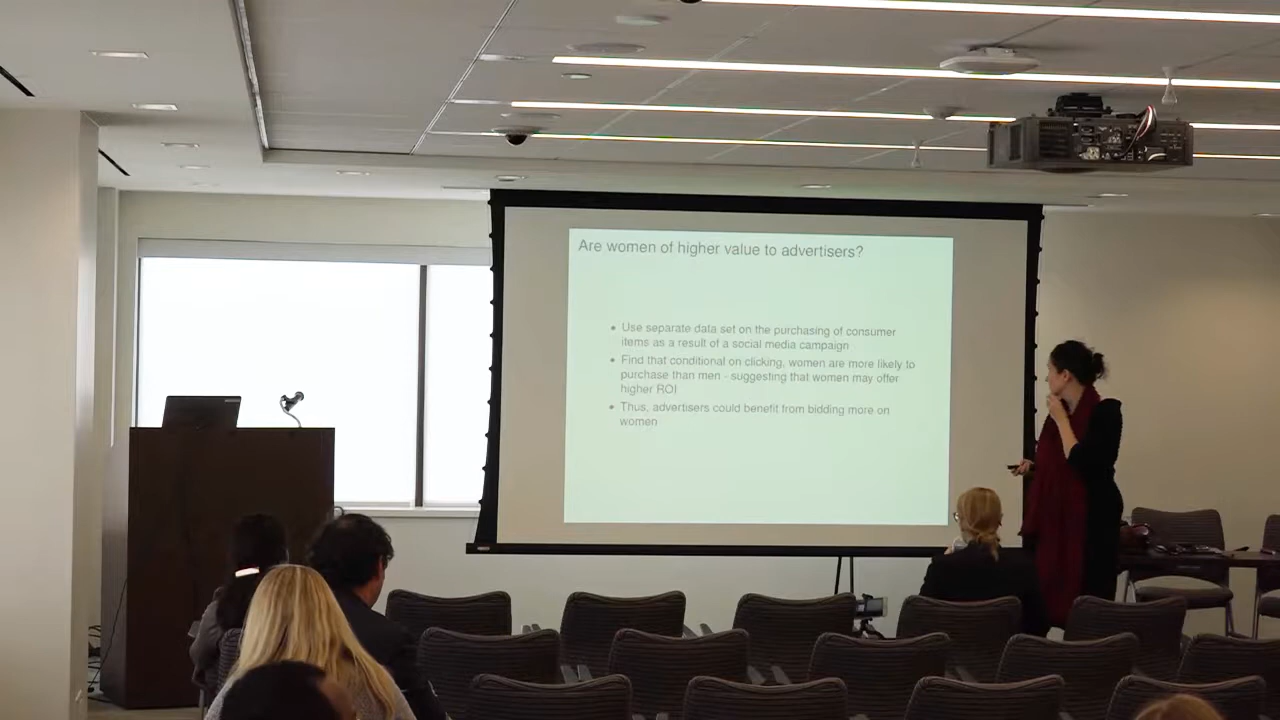 Are women of higher value to advertisers?
• Use separate data set on the purchasing of consumer
items as a result of a social media campaign
• Find that conditional on clicking, women are more likely to
purchase than men - suggesting that women may offer
higher ROI
• Thus, advertisers could benefit from bidding more on
women